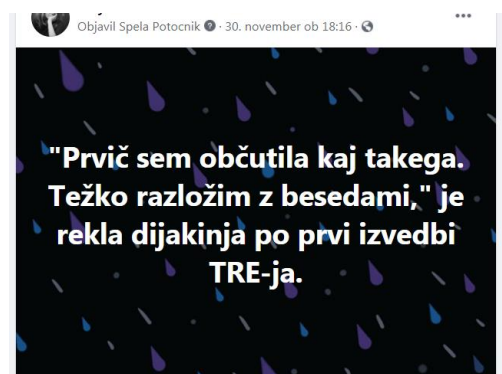 Objavil Spela Potocnik · 30. november ob 18:16 ·
"Prvič sem občutila kaj takega.
Težko razložim z besedami," je
rekla dijakinja po prvi izvedbi
TRE-ja.